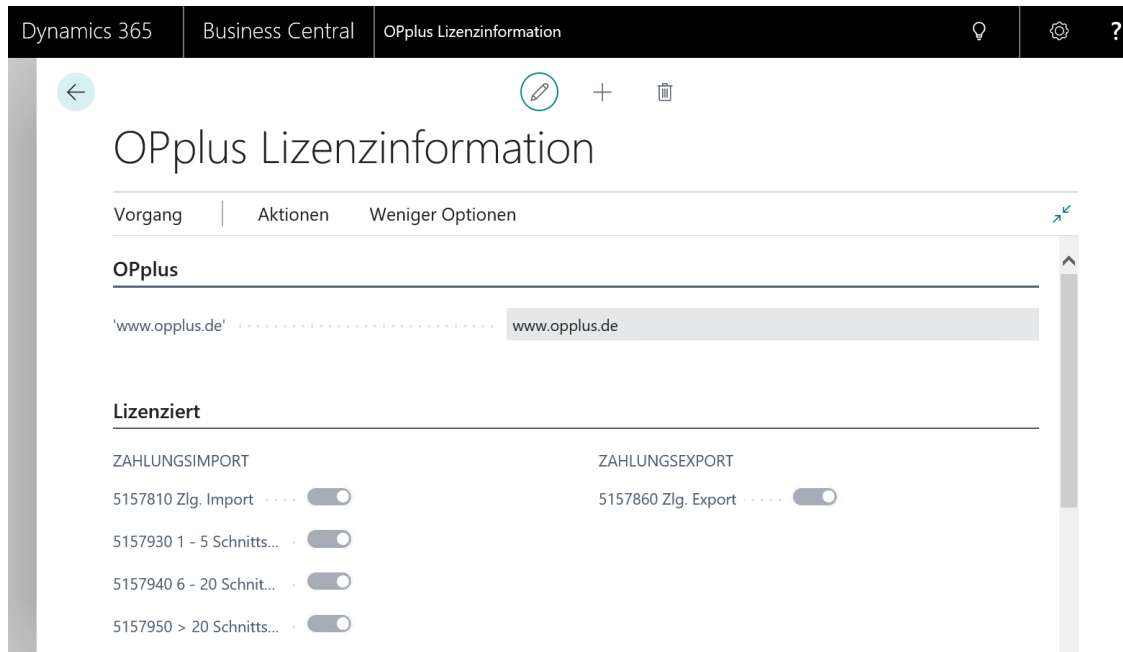 Dynamics 365 Business Central OPplus Lizenzinformation ?
OPplus Lizenzinformation
Vorgang Aktionen Weniger Optionen
OPplus
'www.opplus.de' www.opplus.de
Lizenziert
ZAHLUNGSIMPORT ZAHLUNGSEXPORT
5157810 Zlg. Import 5157860 Zlg. Export
5157930 1 - 5 Schnitts...
5157940 6 - 20 Schnit...
5157950 > 20 Schnitts...